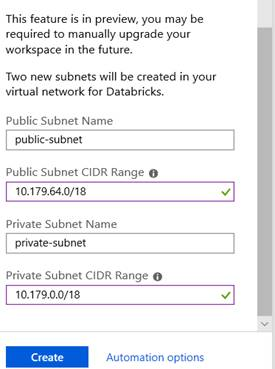 This feature is in preview, you may be
required to manually upgrade your
workspace in the future.
Two new subnets will be created in your
virtual network for Databricks.
Public Subnet Name
public-subnet
Public Subnet CIDR Range
10.179.64.0/18
Private Subnet Name
private-subnet
Private Subnet CIDR Range
10.179.0.0/18
Create Automation options